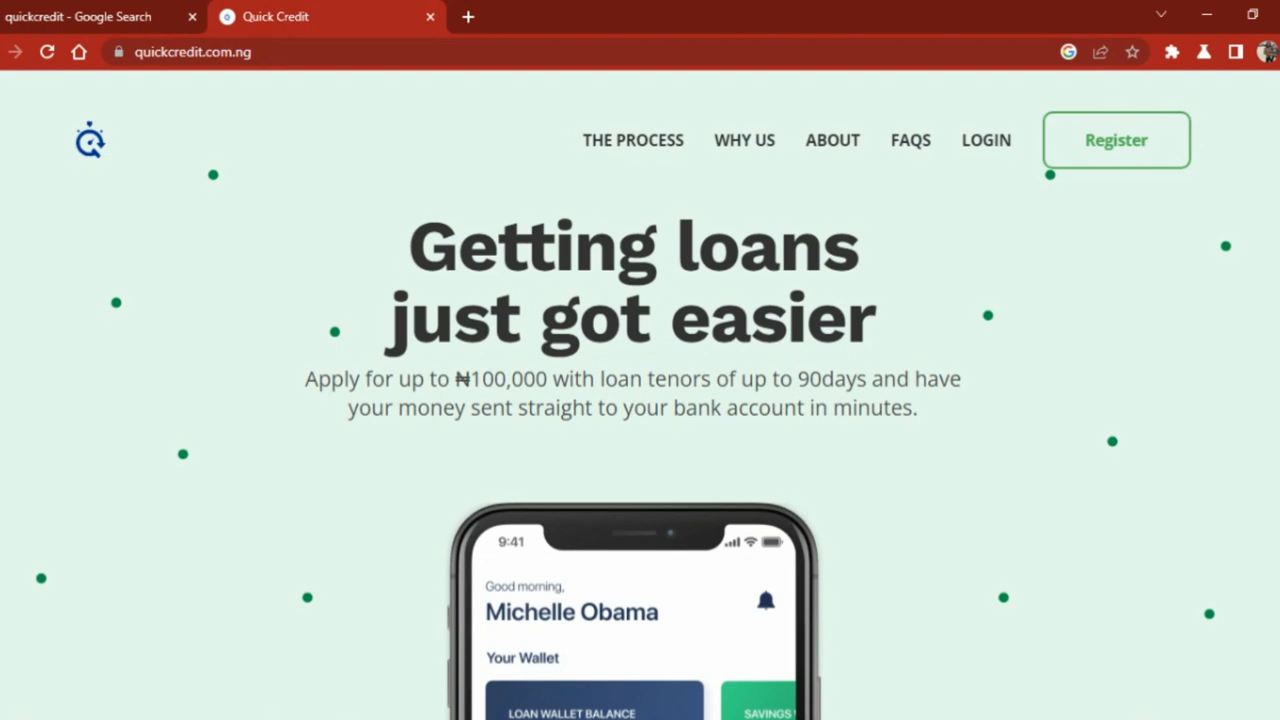 quickcredit - Google Search
Quick Credit
quickcredit.com.ng
THE PROCESS WHY US ABOUT FAQS LOGIN Register
Getting loans
just got easier
Apply for up to ₦100,000 with loan tenors of up to 90days and have
your money sent straight to your bank account in minutes.
9:41
Good morning,
Michelle Obama
Your Wallet
LOAN WALLET BALANCE
SAVINGS